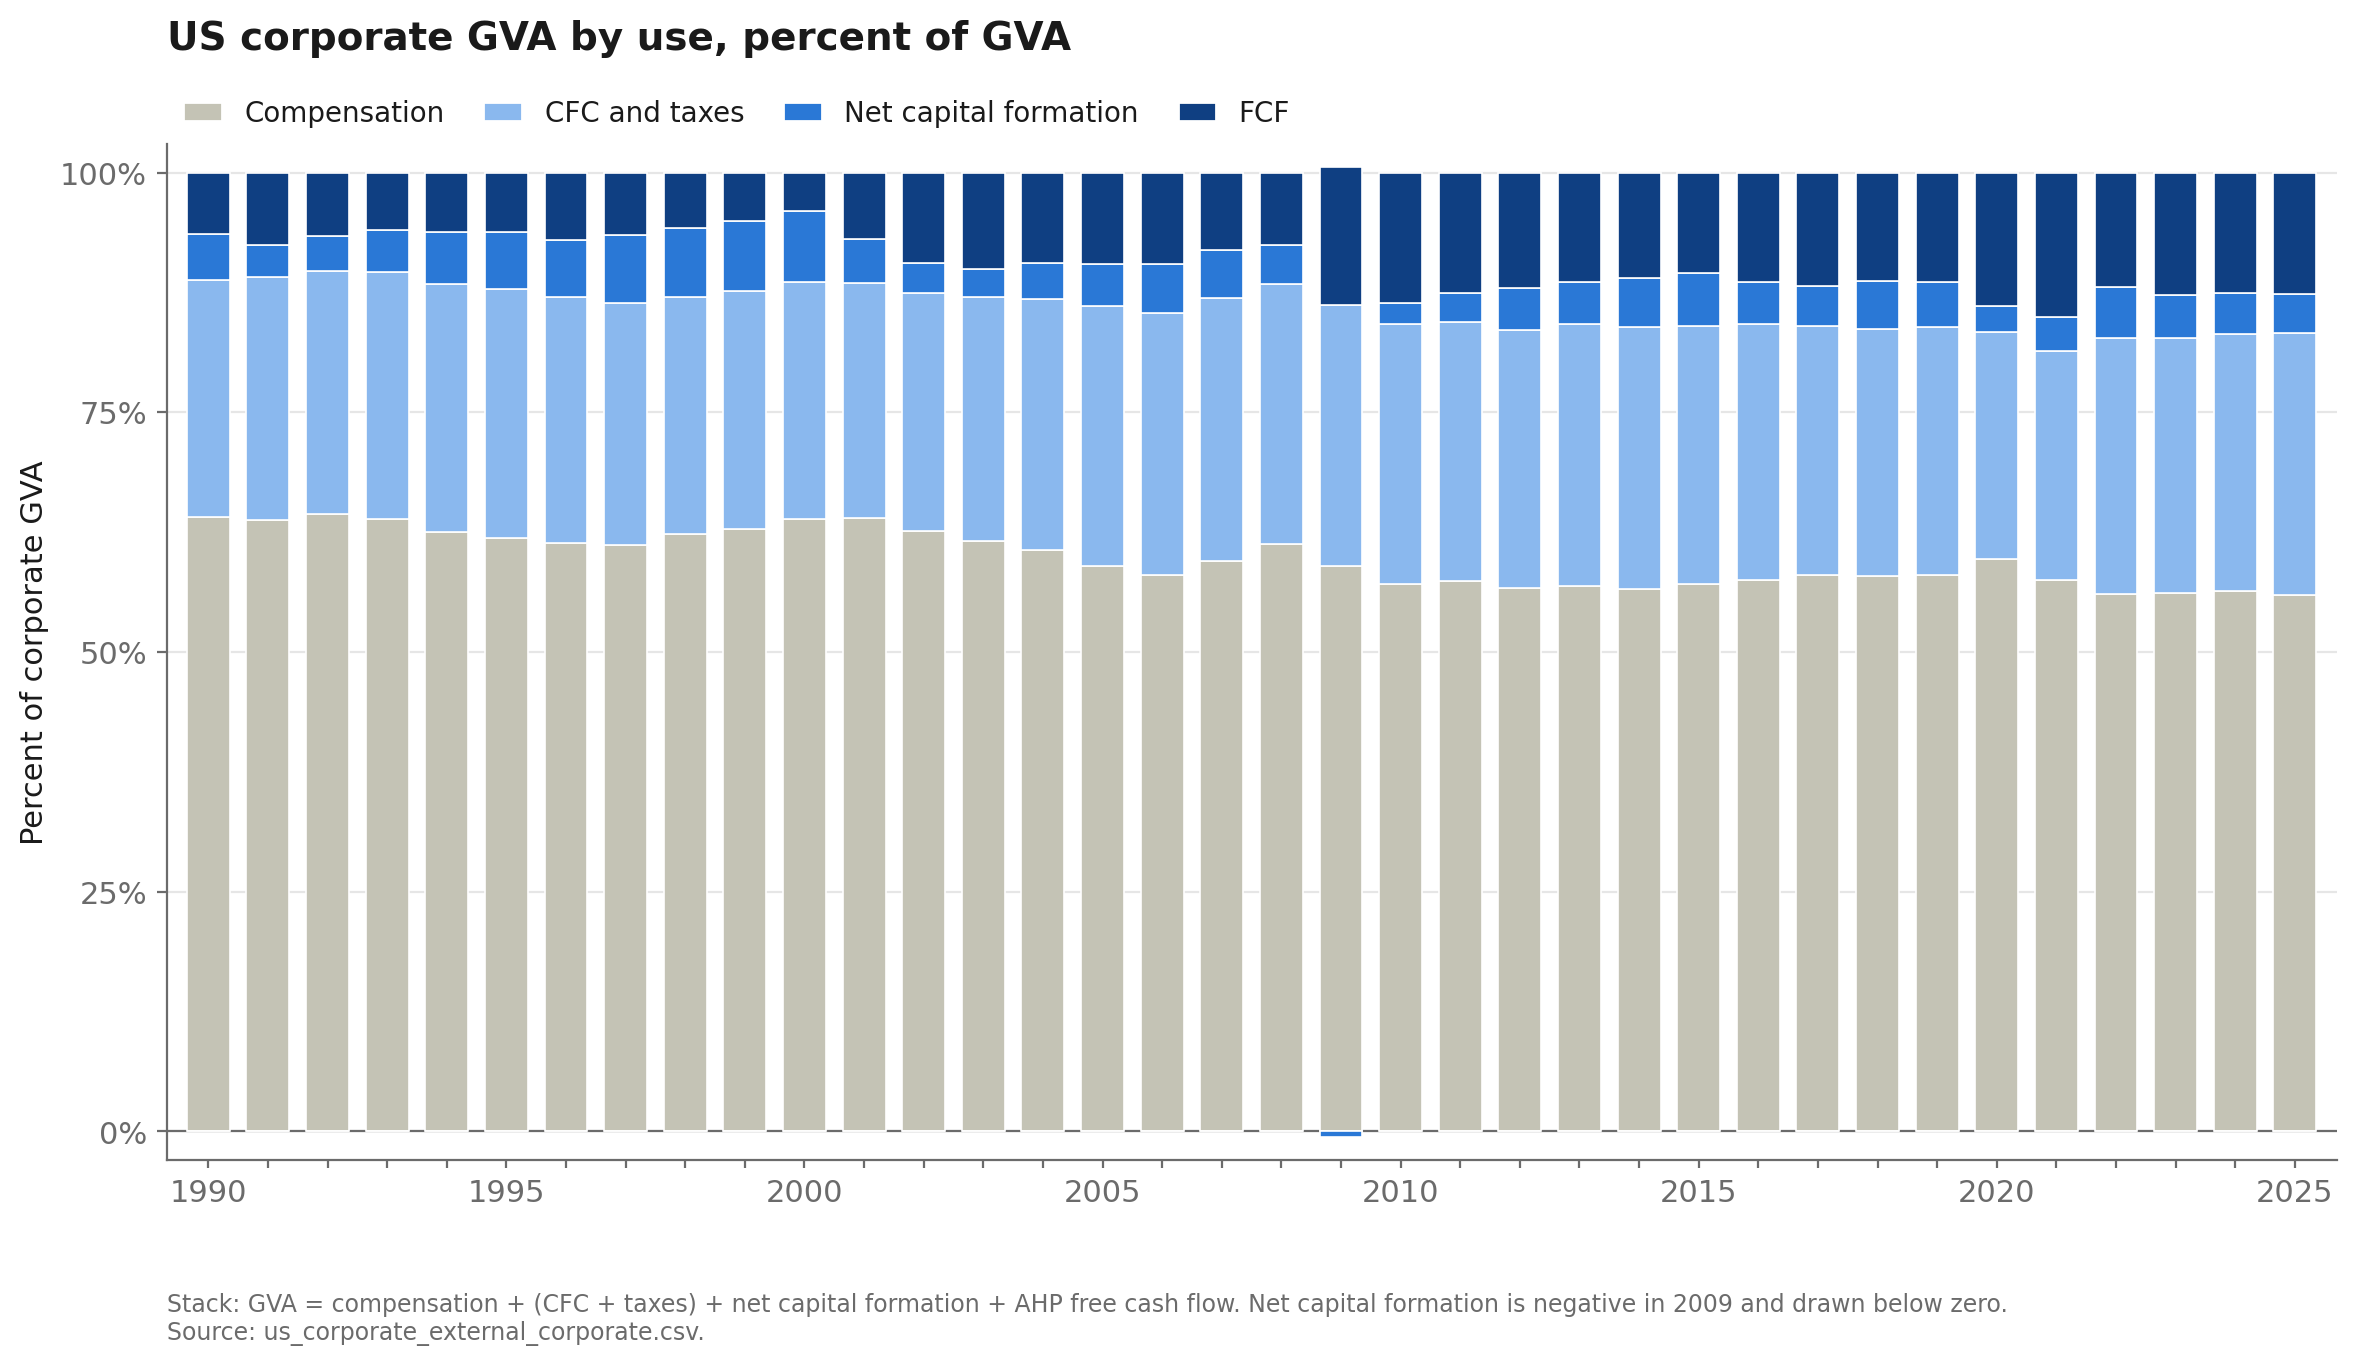 US corporate GVA by use, percent of GVA
Compensation
CFC and taxes
Net capital formation
FCF
Percent of corporate GVA
100%
75%
50%
25%
0%
1990
1995
2000
2005
2010
2015
2020
2025
Stack: GVA = compensation + (CFC + taxes) + net capital formation + AHP free cash flow. Net capital formation is negative in 2009 and drawn below zero.
Source: us_corporate_external_corporate.csv.